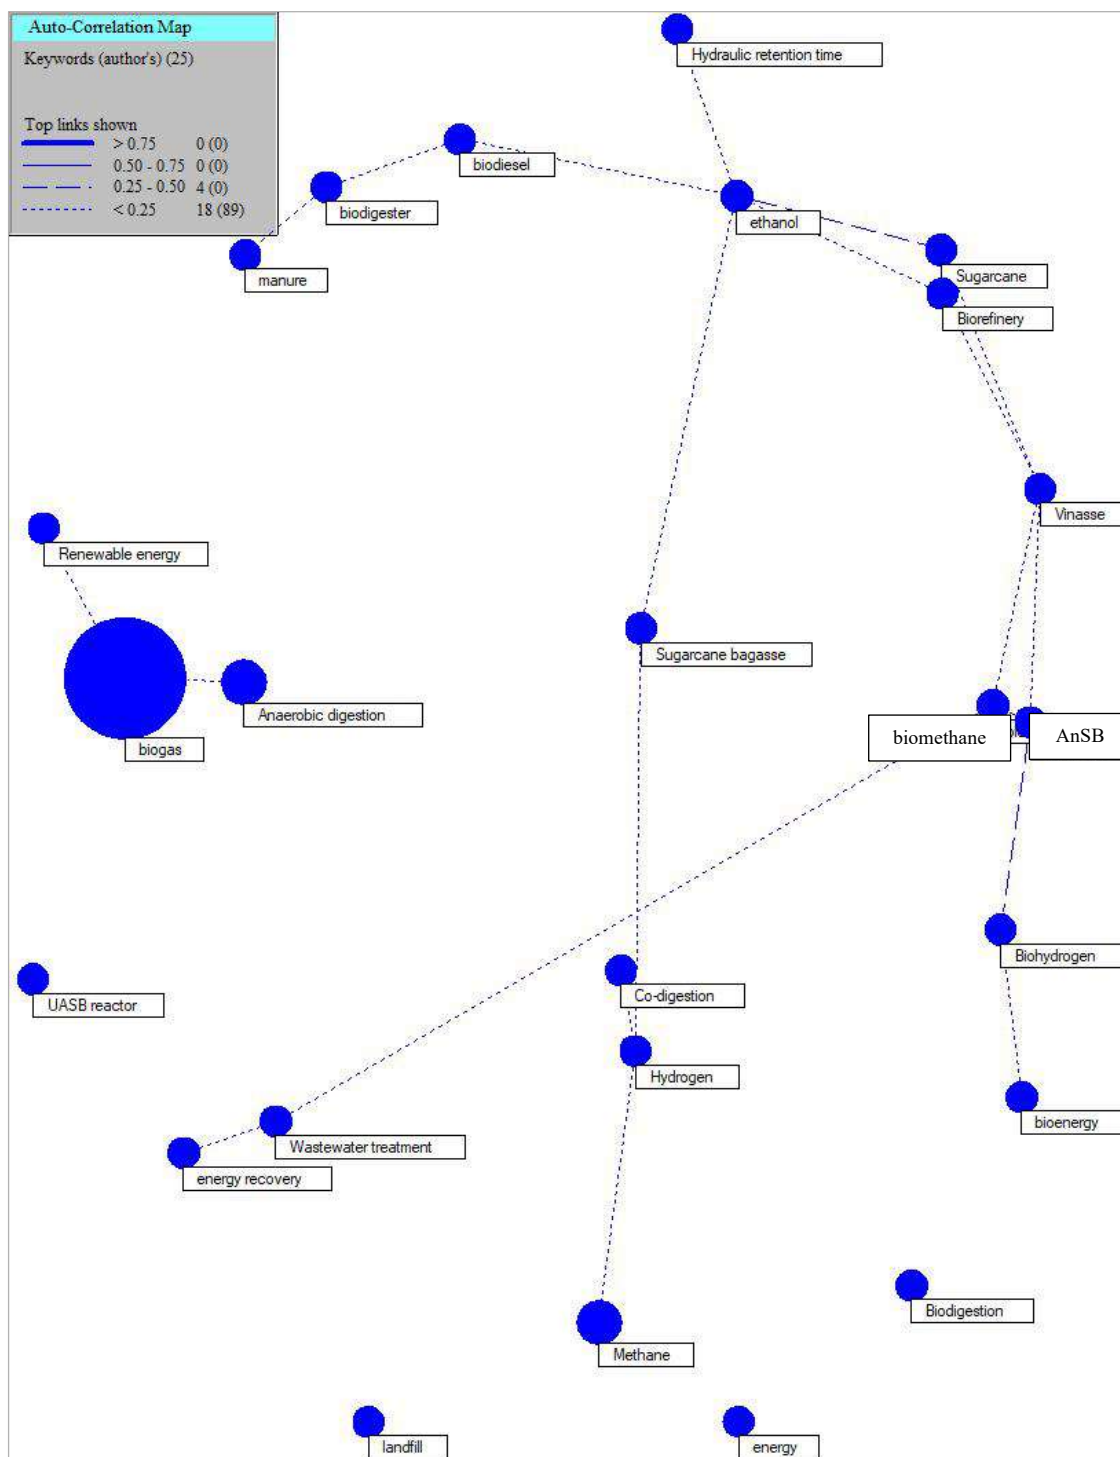 Auto-Correlation Map
Keywords (author's) (25)
Top links shown
> 0.75 0 (0)
0.50 - 0.75 0 (0)
0.25 - 0.50 4 (0)
< 0.25 18 (89)
Hydraulic retention time
biodiesel
biodigester
ethanol
manure
Sugarcane
Biorefinery
Vinasse
Renewable energy
Sugarcane bagasse
Anaerobic digestion
biogas
biomethane
AnSB
Biohydrogen
Co-digestion
UASB reactor
Hydrogen
bioenergy
Wastewater treatment
energy recovery
Biodigestion
Methane
landfill
energy